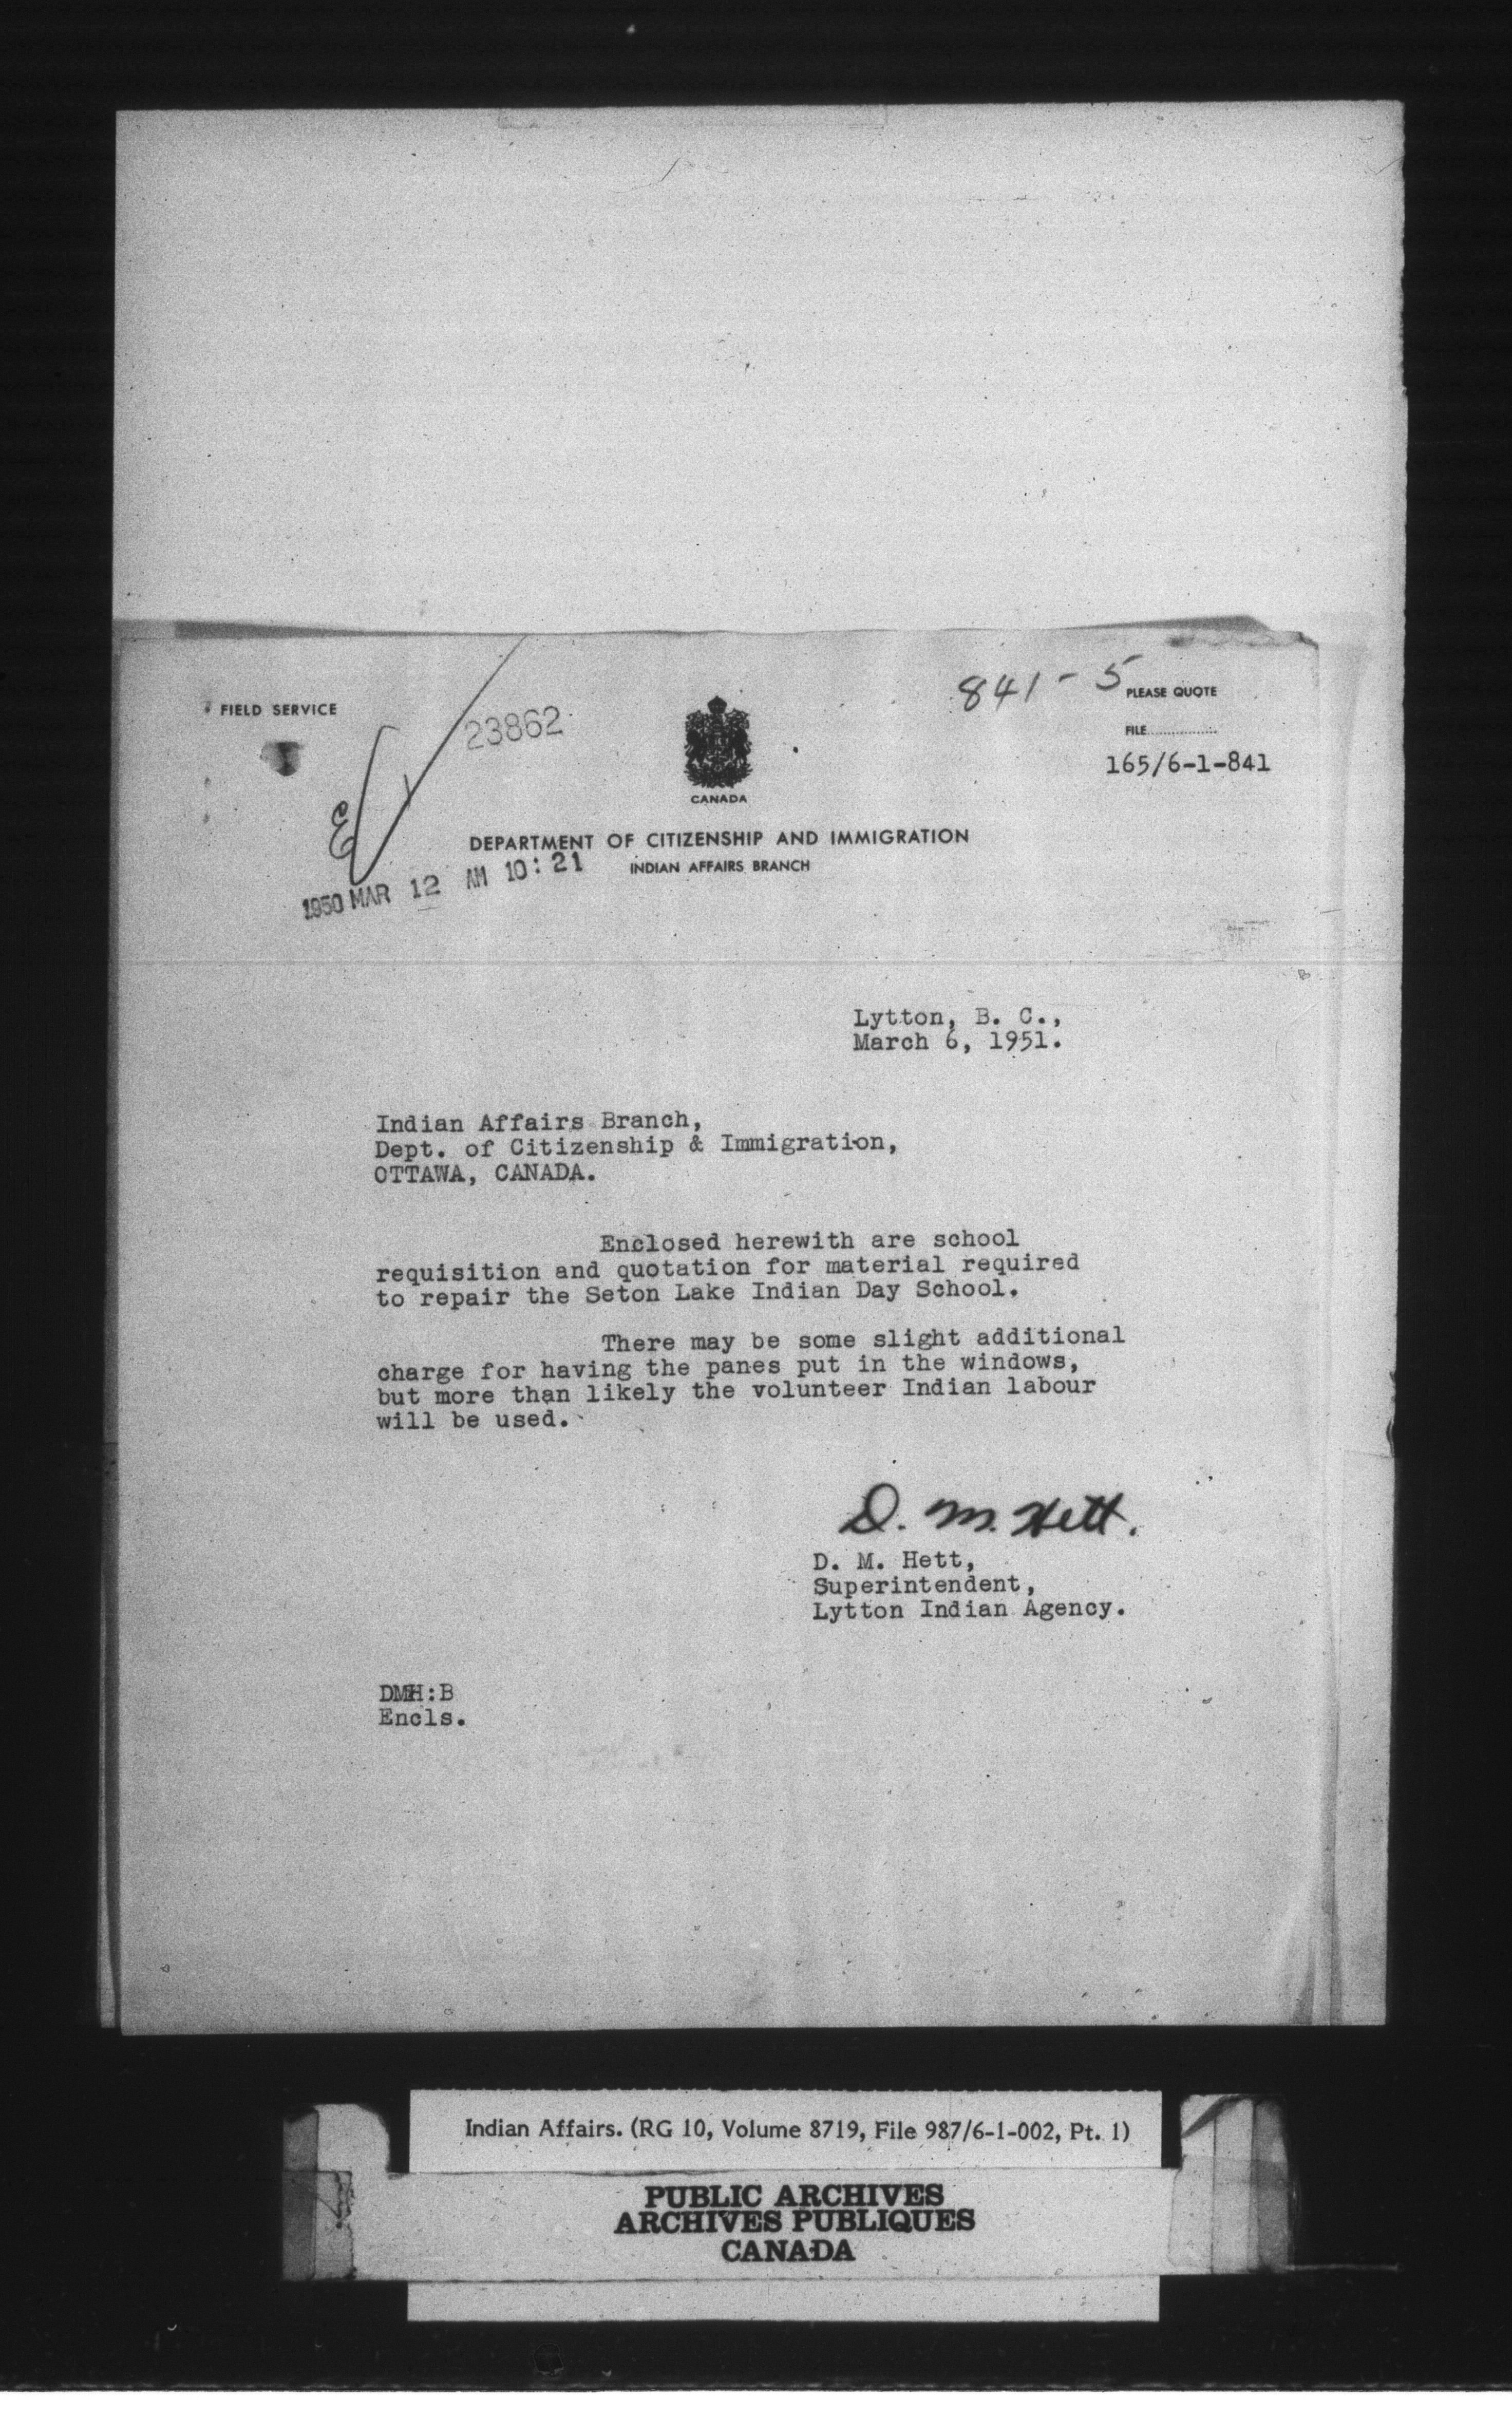 841-5
PLEASE QUOTE
FIELD SERVICE
23862
FILE..................
165/6-1-841
CANADA
DEPARTMENT OF CITIZENSHIP AND IMMIGRATION
INDIAN AFFAIRS BRANCH
1950 MAR 12 AM 10:21
Lytton, B. C.,
March 6, 1951.
Indian Affairs Branch,
Dept. of Citizenship & Immigration,
OTTAWA, CANADA.
Enclosed herewith are school
requisition and quotation for material required
to repair the Seton Lake Indian Day School.
There may be some slight additional
charge for having the panes put in the windows,
but more than likely the volunteer Indian labour
will be used.
D. M. Hett.
D. M. Hett,
Superintendent,
Lytton Indian Agency.
DMH:B
Encls.
Indian Affairs. (RG 10, Volume 8719, File 987/6-1-002, Pt. 1)
PUBLIC ARCHIVES
ARCHIVES PUBLIQUES
CANADA